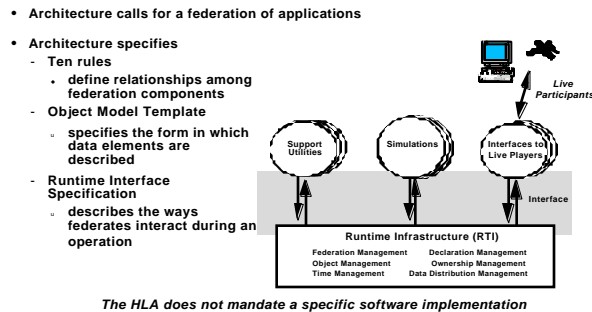 • Architecture calls for a federation of applications
• Architecture specifies
- Ten rules
• define relationships among
federation components
- Object Model Template
▫ specifies the form in which
data elements are
described
- Runtime Interface
Specification
▫ describes the ways
federates interact during an
operation
Live
Participants
Support
Utilities
Simulations
Interfaces to
Live Players
Interface
Runtime Infrastructure (RTI)
Federation Management Declaration Management
Object Management Ownership Management
Time Management Data Distribution Management
The HLA does not mandate a specific software implementation